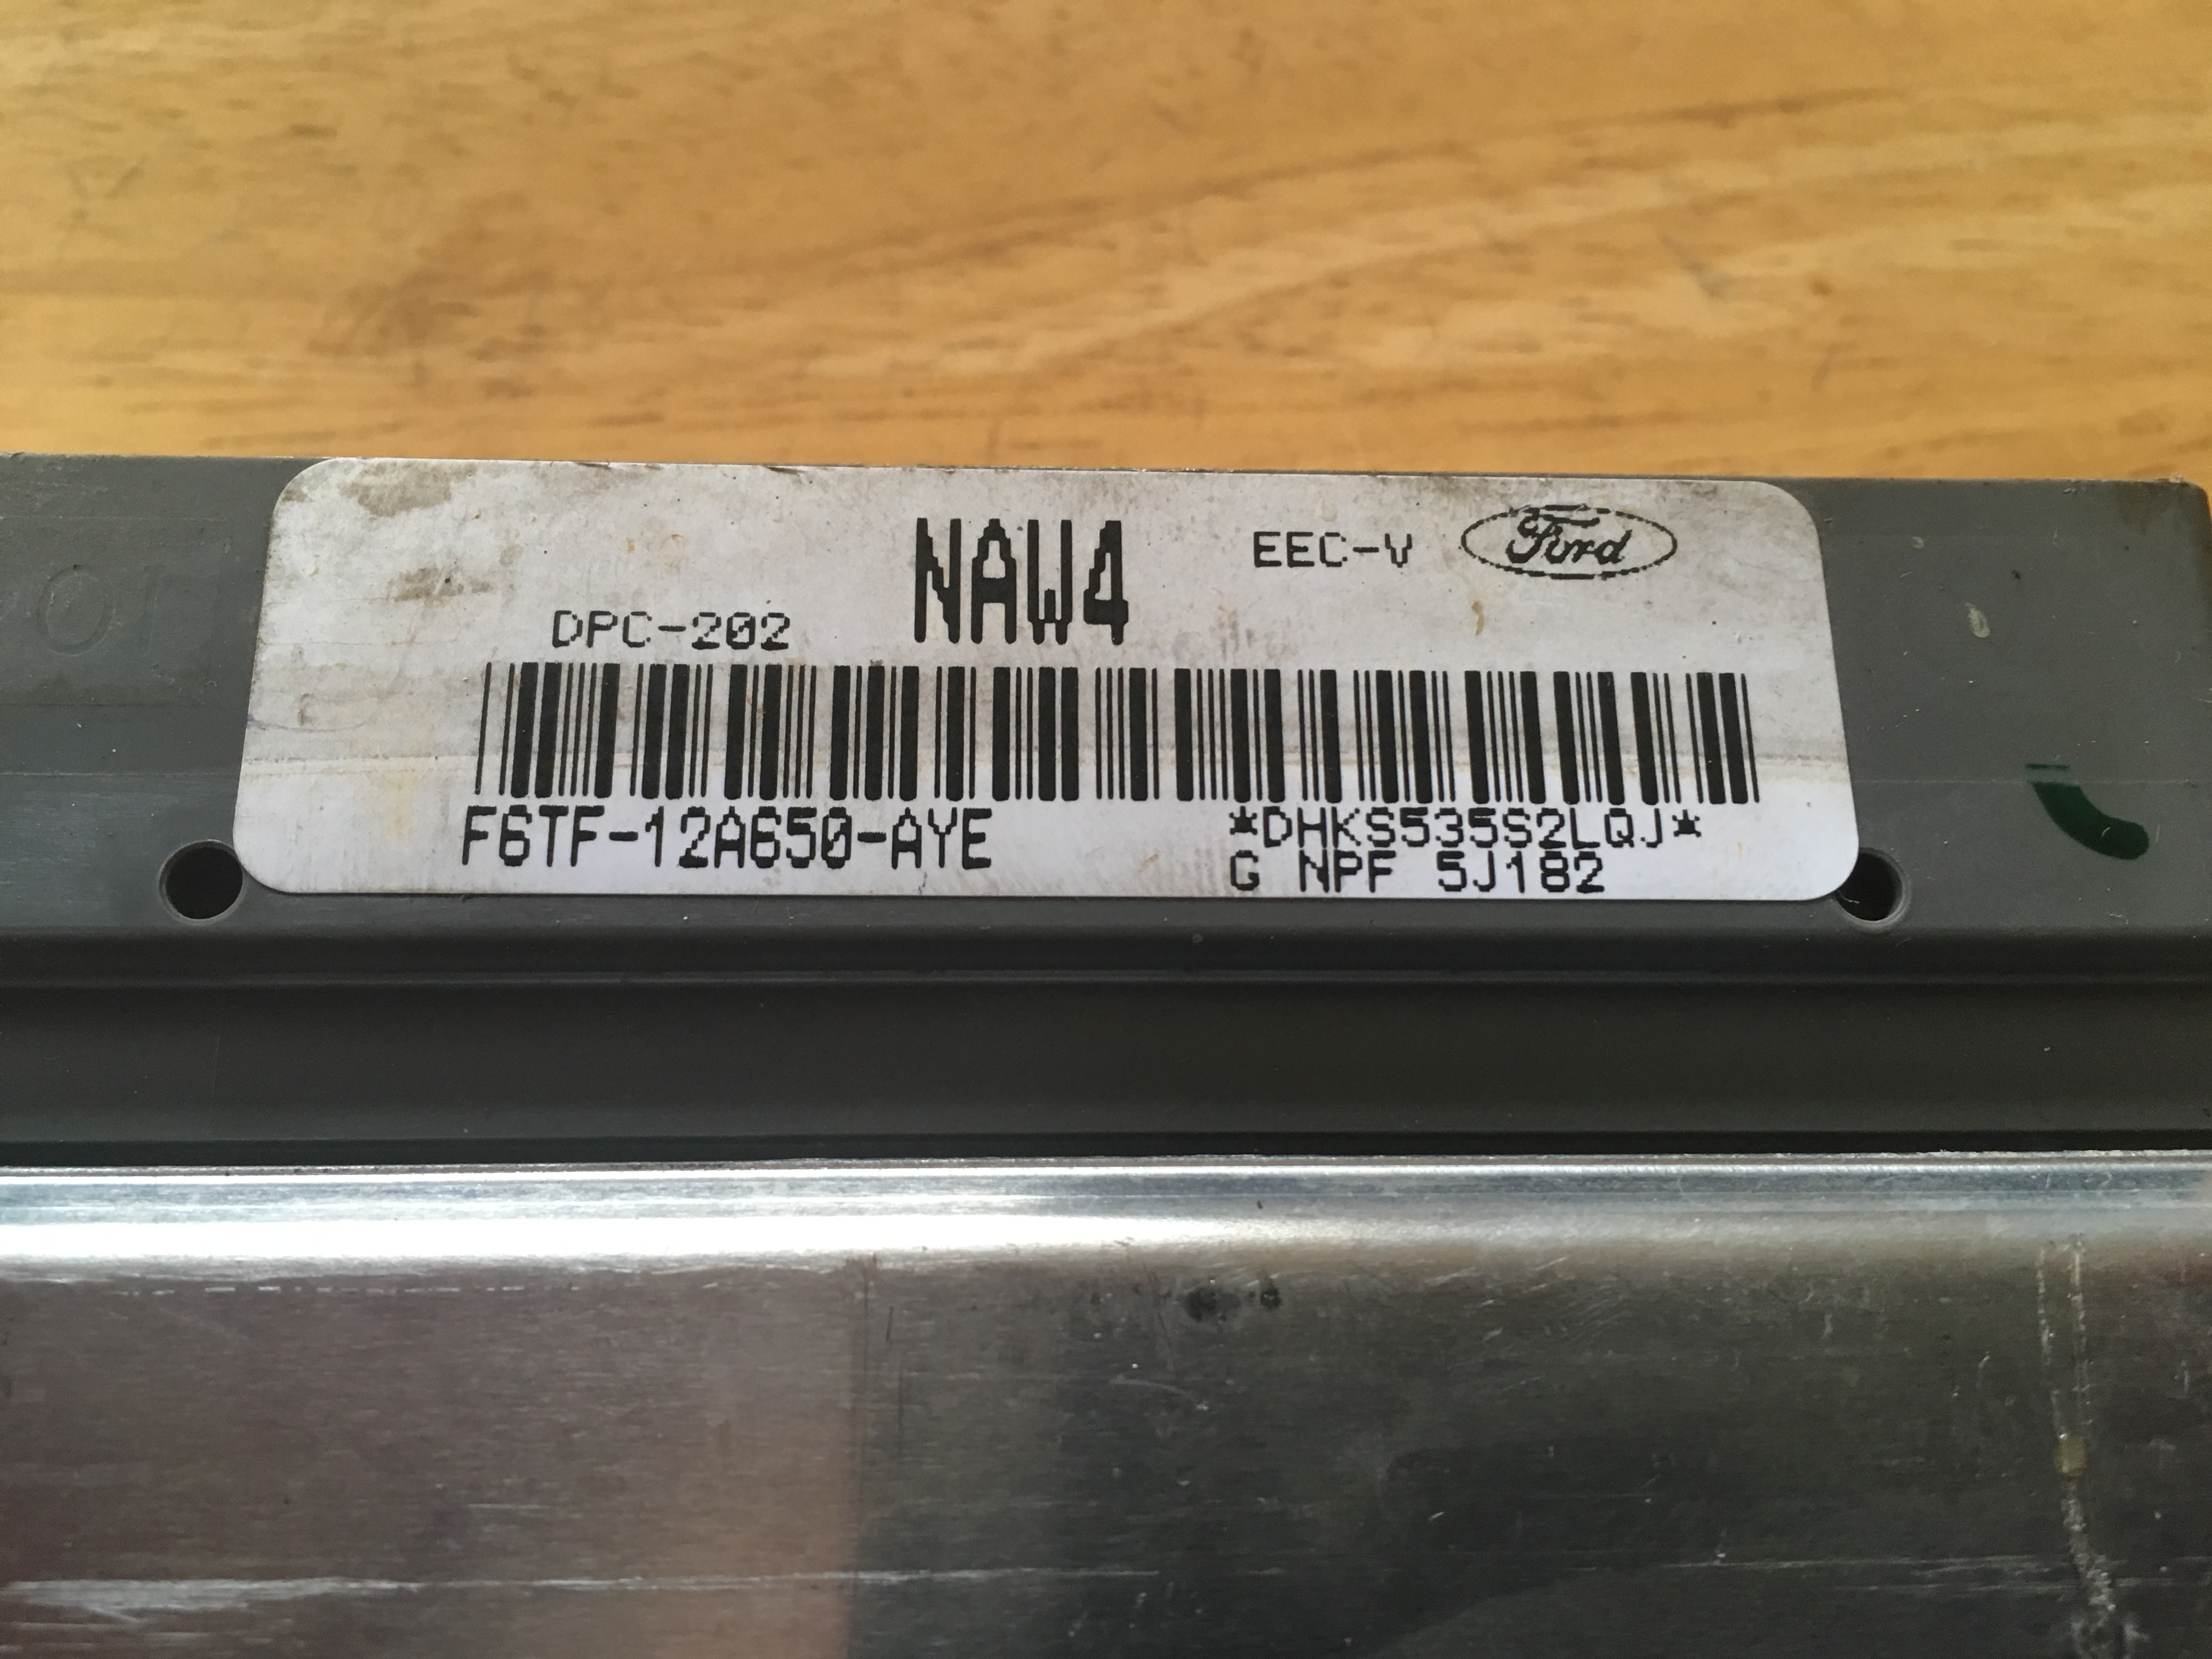 NAW4
EEC-V Ford
DPC-202
F6TF-12A650-AYE
*DHKS535S2LQJ*
G NPF 5J182